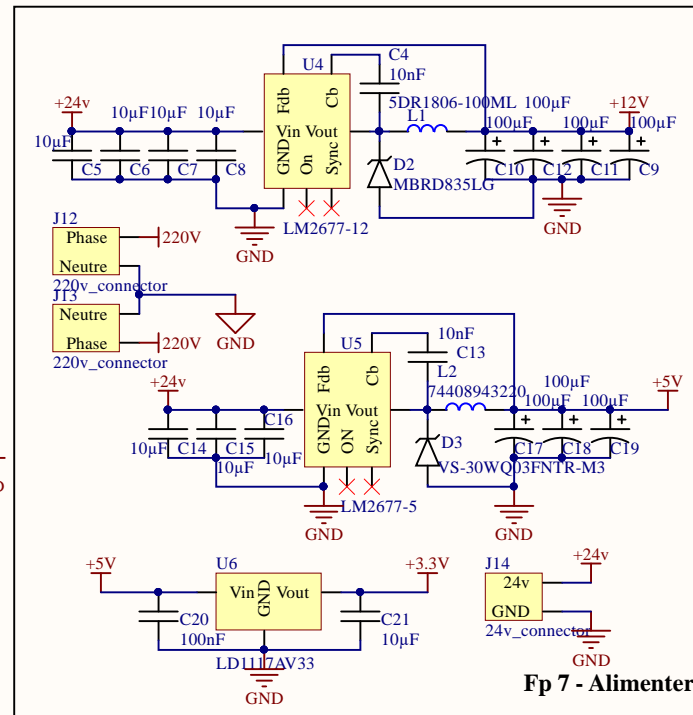 U4
C4
10nF
+24v
10µF
10µF
10µF
10µF
C5
C6
C7
C8
Fdb
Cb
Vin
Vout
GND
On
Sync
LM2677-12
GND
5DR1806-100ML
L1
D2
MBRD835LG
100µF
100µF
100µF
100µF
100µF
+12V
C10
C12
C11
C9
GND
J12
Phase
Neutre
220v_connector
220V
J13
Neutre
Phase
220v_connector
220V
GND
U5
10nF
C13
+24v
C16
C14
C15
10µF
10µF
10µF
Fdb
Cb
Vin
Vout
GND
ON
Sync
LM2677-5
GND
L2
74408943220
D3
VS-30WQ03FNTR-M3
100µF
100µF
100µF
+5V
C17
C18
C19
GND
+5V
U6
Vin
GND
Vout
+3.3V
C20
100nF
LD1117AV33
C21
10µF
GND
J14
24v
GND
24v_connector
+24v
GND
Fp 7 - Alimenter